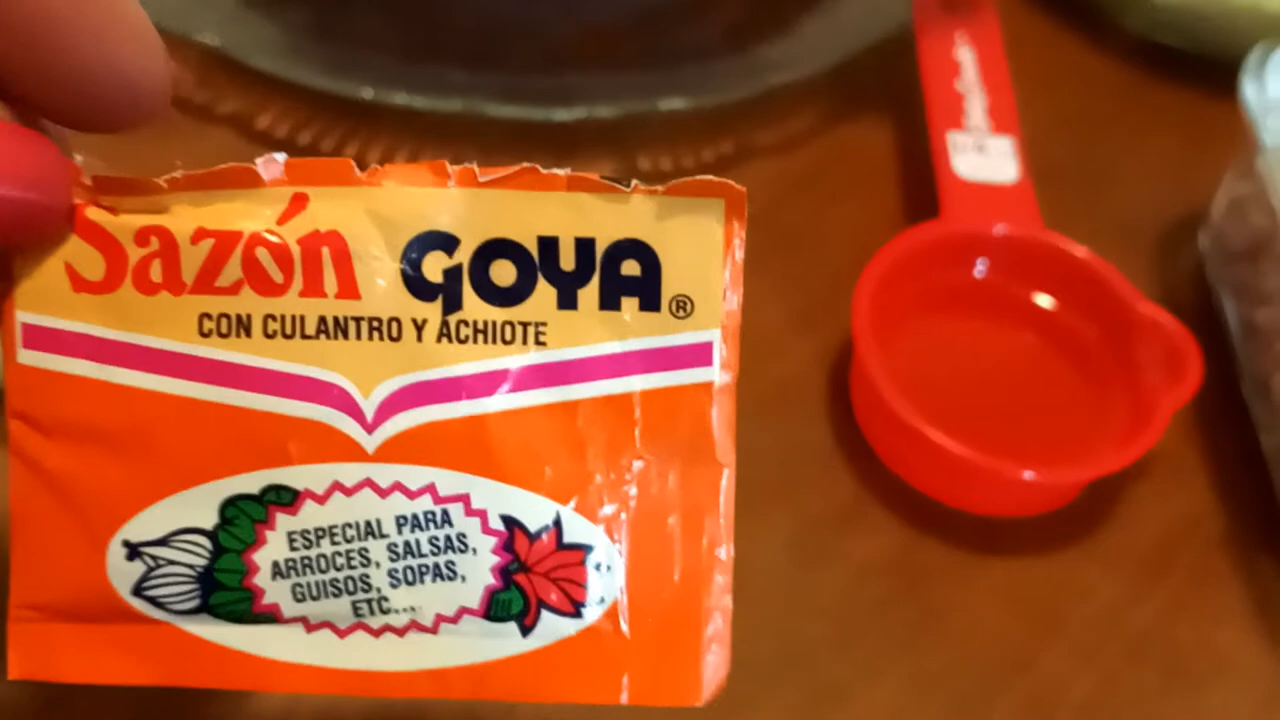 Sazón GOYA®
CON CULANTRO Y ACHIOTE
ESPECIAL PARA
ARROCES, SALSAS,
GUISOS, SOPAS,
ETC...